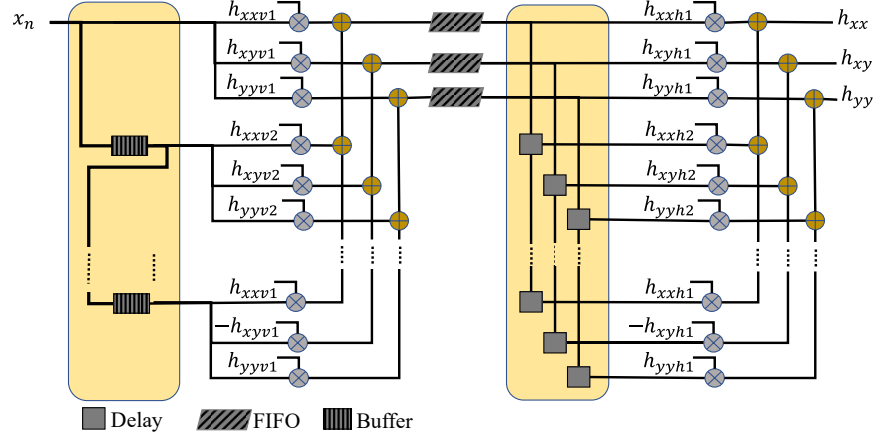 x_n h_xxv1 h_xxh1 h_xx
h_xyv1 h_xyh1 h_xy
h_yyv1 h_yyh1 h_yy
h_xxv2 h_xxh2
h_xyv2 h_xyh2
h_yyv2 h_yyh2
h_xxv1 h_xxh1
−h_xyv1 −h_xyh1
h_yyv1 h_yyh1
Delay FIFO Buffer